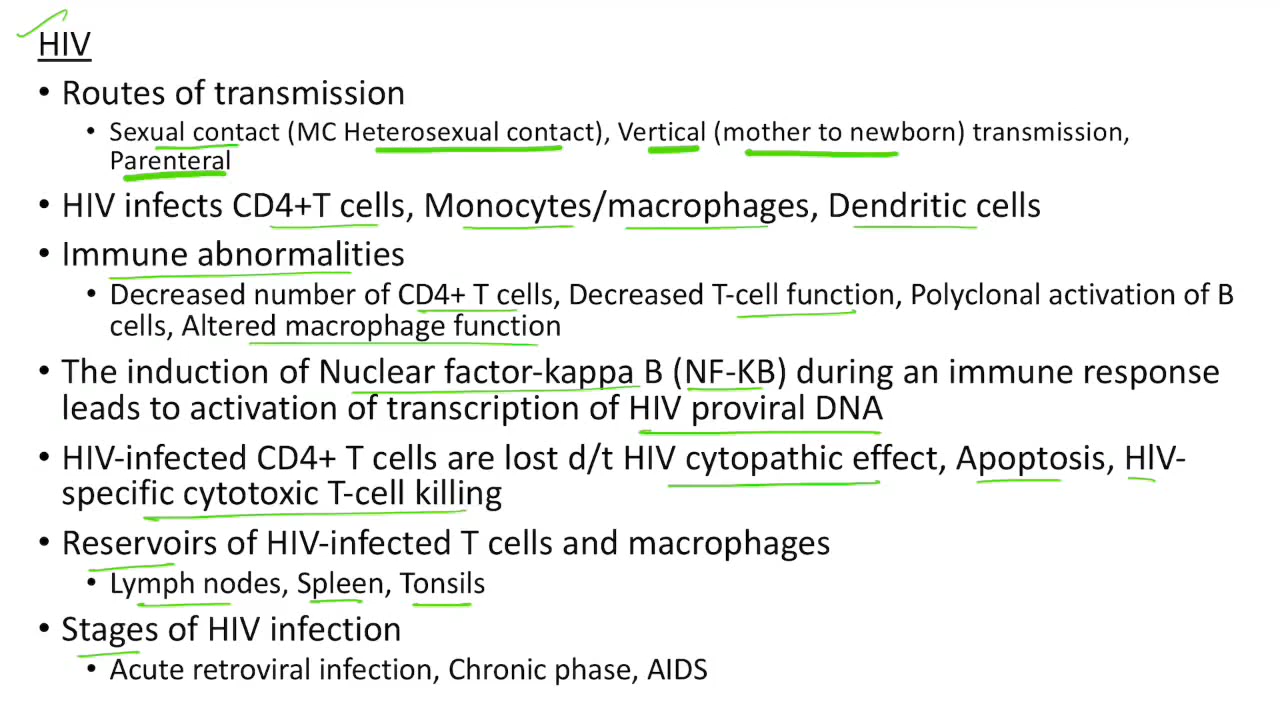 HIV
• Routes of transmission
• Sexual contact (MC Heterosexual contact), Vertical (mother to newborn) transmission,
Parenteral
• HIV infects CD4+T cells, Monocytes/macrophages, Dendritic cells
• Immune abnormalities
• Decreased number of CD4+ T cells, Decreased T-cell function, Polyclonal activation of B
cells, Altered macrophage function
• The induction of Nuclear factor-kappa B (NF-KB) during an immune response
leads to activation of transcription of HIV proviral DNA
• HIV-infected CD4+ T cells are lost d/t HIV cytopathic effect, Apoptosis, HlV-
specific cytotoxic T-cell killing
• Reservoirs of HIV-infected T cells and macrophages
• Lymph nodes, Spleen, Tonsils
• Stages of HIV infection
• Acute retroviral infection, Chronic phase, AIDS